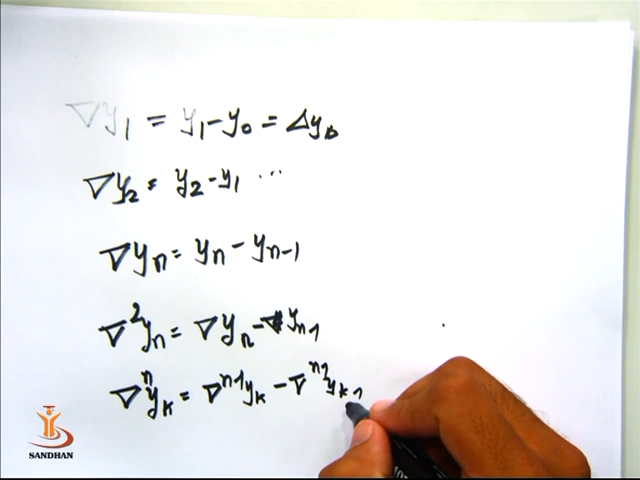 ∇y₁ = y₁ - y₀ = Δy₀
∇y₂ = y₂ - y₁ ...
∇yₙ = yₙ - yₙ₋₁
∇²yₙ = ∇yₙ - ∇yₙ₋₁
∇ⁿyₖ = ∇ⁿ⁻¹yₖ - ∇ⁿ⁻¹yₖ₋₁
SANDHAN